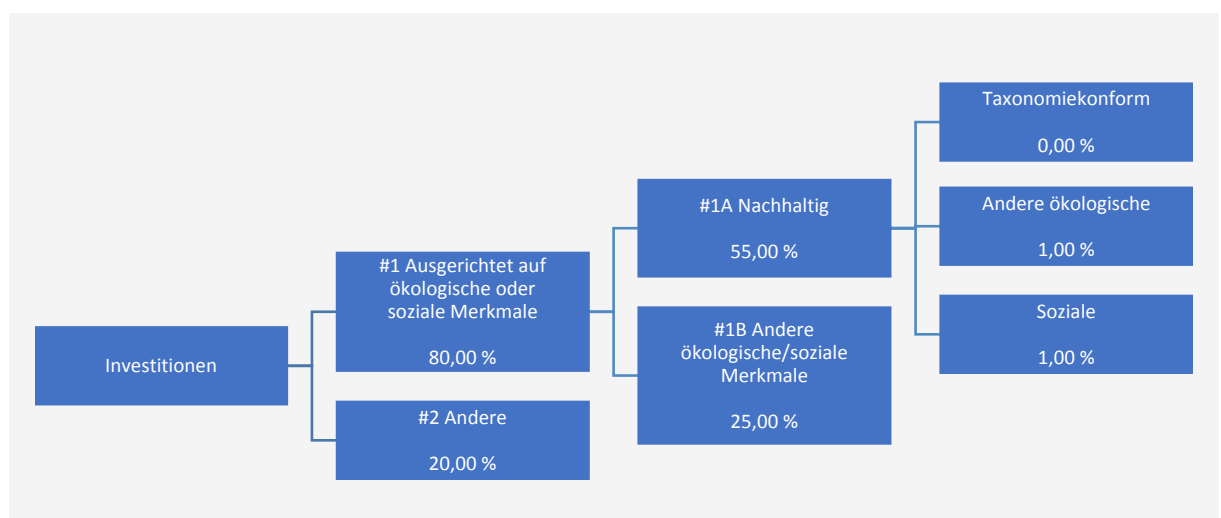 Investitionen
#1 Ausgerichtet auf
ökologische oder
soziale Merkmale
80,00 %
#2 Andere
20,00 %
#1A Nachhaltig
55,00 %
#1B Andere
ökologische/soziale
Merkmale
25,00 %
Taxonomiekonform
0,00 %
Andere ökologische
1,00 %
Soziale
1,00 %